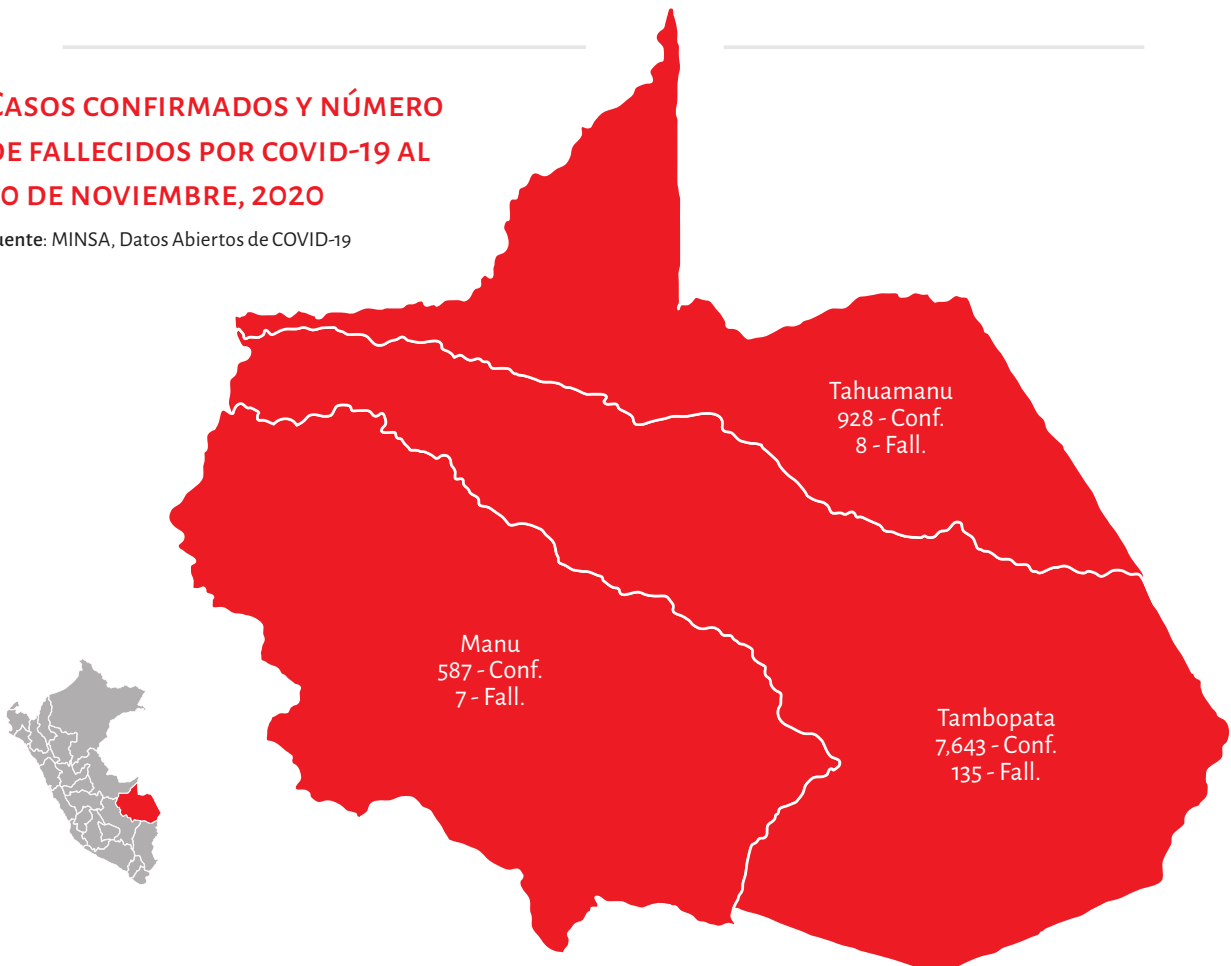 CASOS CONFIRMADOS Y NÚMERO
DE FALLECIDOS POR COVID-19 AL
0 DE NOVIEMBRE, 2020
uente: MINSA, Datos Abiertos de COVID-19
Tahuamanu
928 - Conf.
8 - Fall.
Manu
587 - Conf.
7 - Fall.
Tambopata
7,643 - Conf.
135 - Fall.